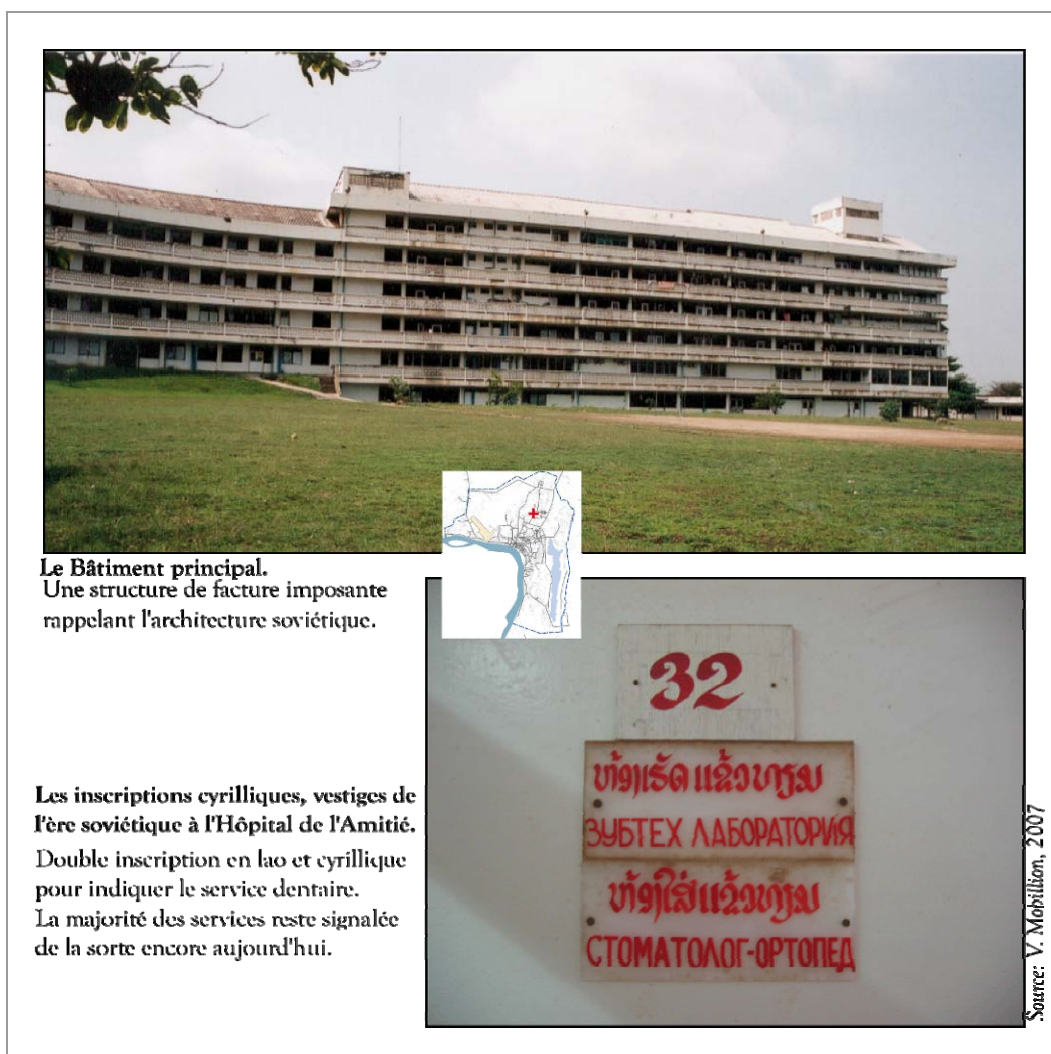 Le Bâtiment principal.
Une structure de facture imposante
rappelant l'architecture soviétique.
32
ຫ້ອງເຮັດ ແຂ້ວທຽມ
ЗУБТЕХ ЛАБОРАТОРИЯ
ຫ້ອງໃສ່ແຂ້ວທຽມ
СТОМАТОЛОГ-ОРТОПЕД
Les inscriptions cyrilliques, vestiges de
l'ère soviétique à l'Hôpital de l'Amitié.
Double inscription en lao et cyrillique
pour indiquer le service dentaire.
La majorité des services reste signalée
de la sorte encore aujourd'hui.
Source: V. Mobillion, 2007